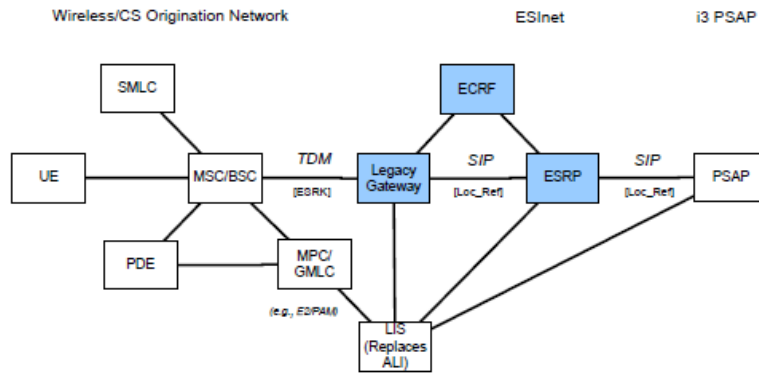 Wireless/CS Origination Network
ESInet
i3 PSAP
SMLC
ECRF
UE
MSC/BSC
TDM
[ESRK]
Legacy
Gateway
SIP
[Loc_Ref]
ESRP
SIP
[Loc_Ref]
PSAP
PDE
MPC/
GMLC
(e.g., E2/PAM)
LIS
(Replaces
ALI)